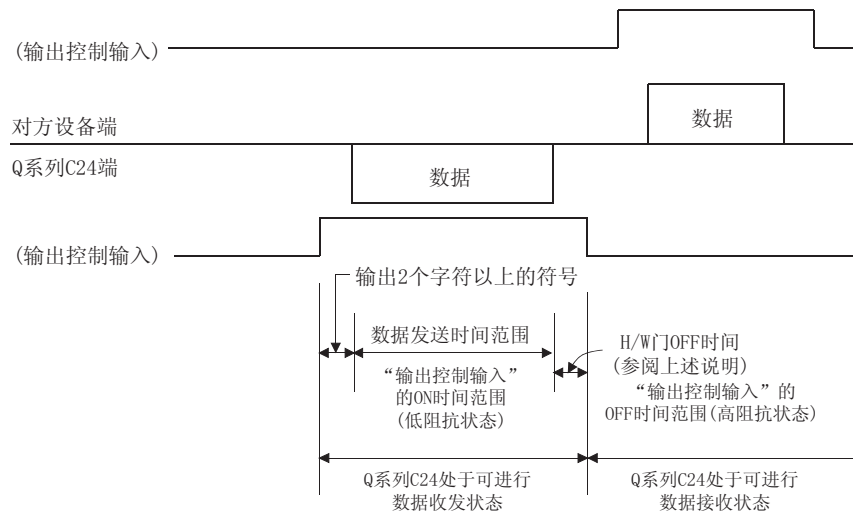 (输出控制输入)
对方设备端
数据
Q系列C24端
数据
(输出控制输入)
输出2个字符以上的符号
数据发送时间范围
“输出控制输入”
的ON时间范围
(低阻抗状态)
H/W门OFF时间
(参阅上述说明)
“输出控制输入”的
OFF时间范围(高阻抗状态)
Q系列C24处于可进行
数据收发状态
Q系列C24处于可进行
数据接收状态